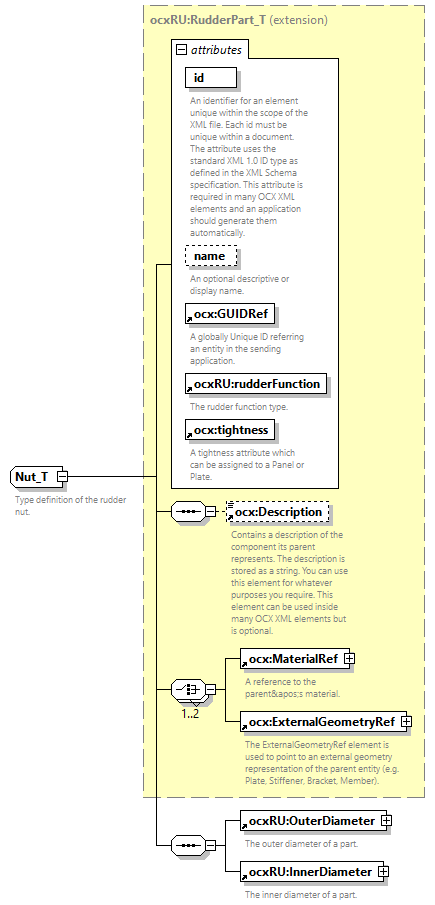 ocxRU:RudderPart_T (extension)
attributes
id
An identifier for an element
unique within the scope of the
XML file. Each id must be
unique within a document.
The attribute uses the
standard XML 1.0 ID type as
defined in the XML Schema
specification. This attribute is
required in many OCX XML
elements and an application
should generate them
automatically.
name
An optional descriptive or
display name.
ocx:GUIDRef
A globally Unique ID referring
an entity in the sending
application.
ocxRU:rudderFunction
The rudder function type.
ocx:tightness
A tightness attribute which
can be assigned to a Panel or
Plate.
Nut_T
Type definition of the rudder
nut.
ocx:Description
Contains a description of the
component its parent
represents. The description is
stored as a string. You can use
this element for whatever
purposes you require. This
element can be used inside
many OCX XML elements but
is optional.
ocx:MaterialRef
A reference to the
parent&apos;s material.
1..2
ocx:ExternalGeometryRef
The ExternalGeometryRef element is
used to point to an external geometry
representation of the parent entity (e.g.
Plate, Stiffener, Bracket, Member).
ocxRU:OuterDiameter
The outer diameter of a part.
ocxRU:InnerDiameter
The inner diameter of a part.